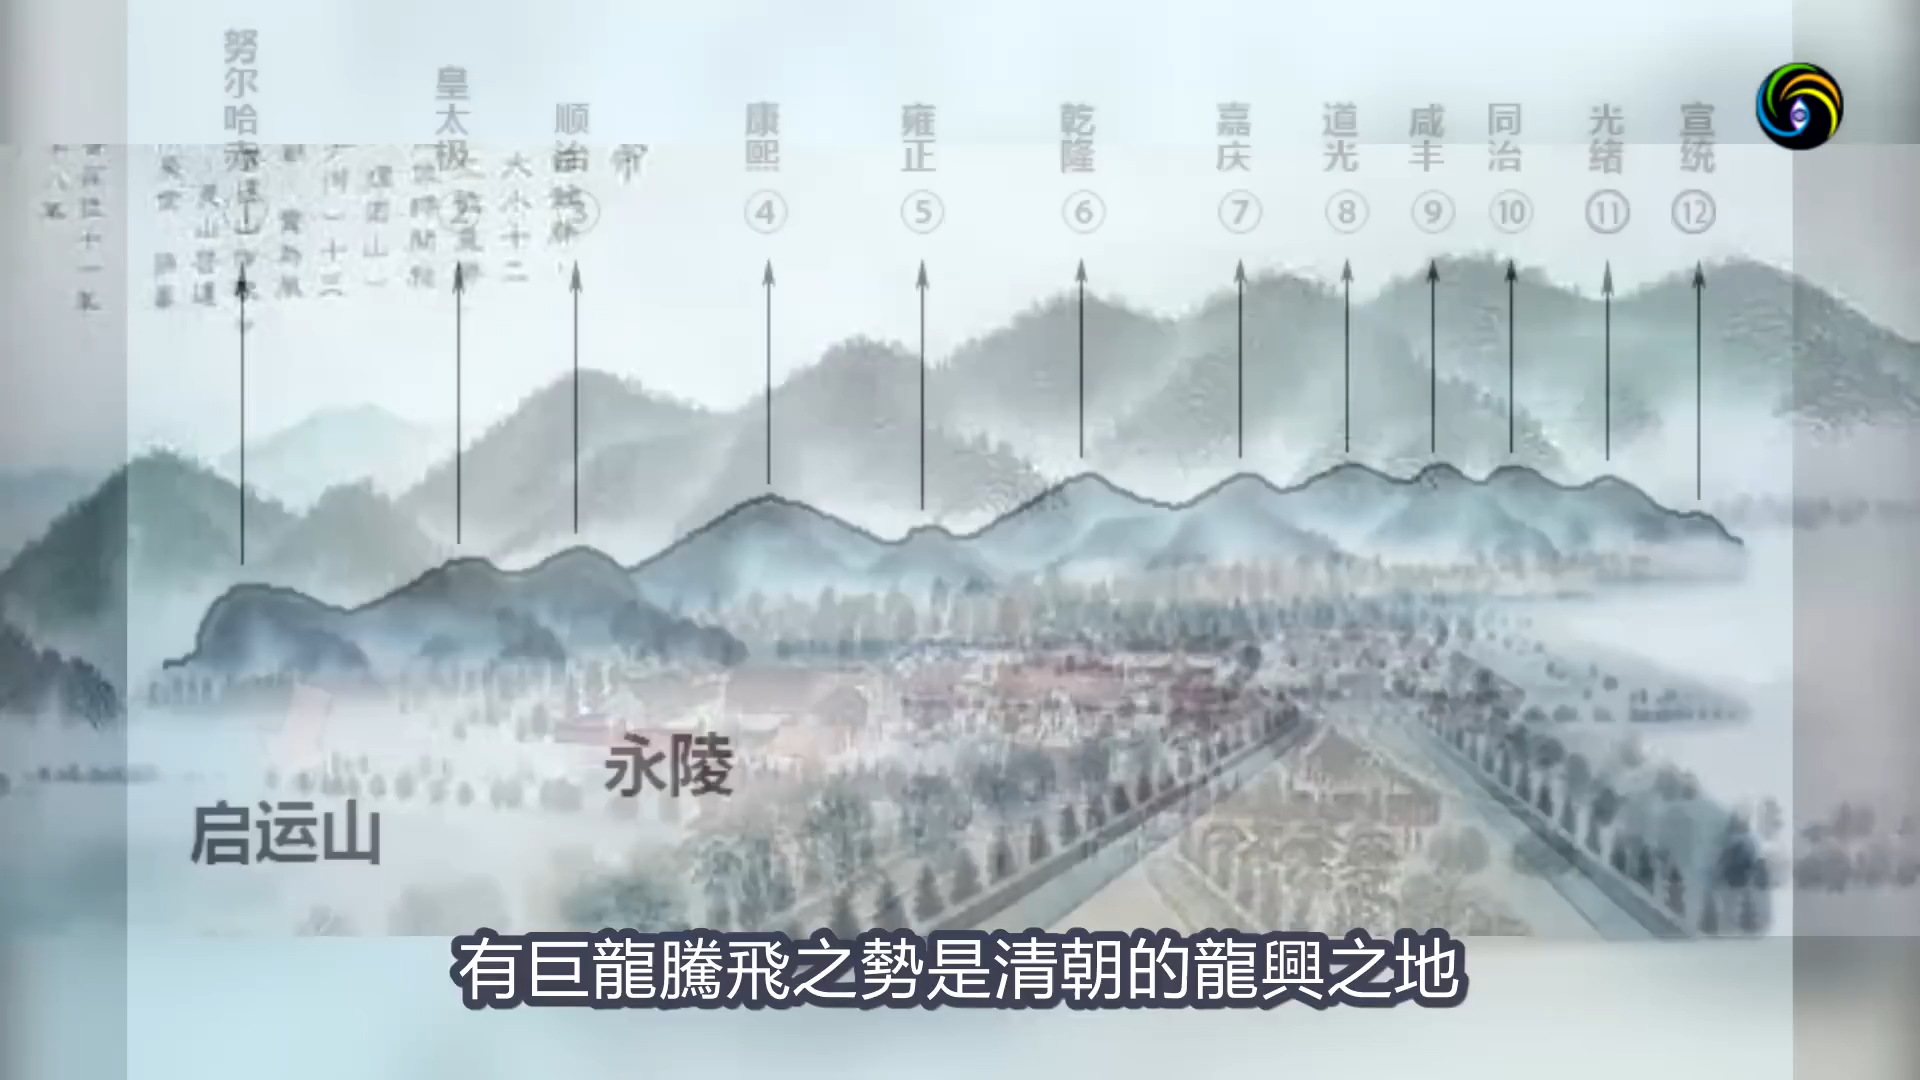 努尔哈赤
皇太极
顺治
康熙
雍正
乾隆
嘉庆
道光
咸丰
同治
光绪
宣统
② ③ ④ ⑤ ⑥ ⑦ ⑧ ⑨ ⑩ ⑪ ⑫
永陵
启运山
有巨龍騰飛之勢是清朝的龍興之地